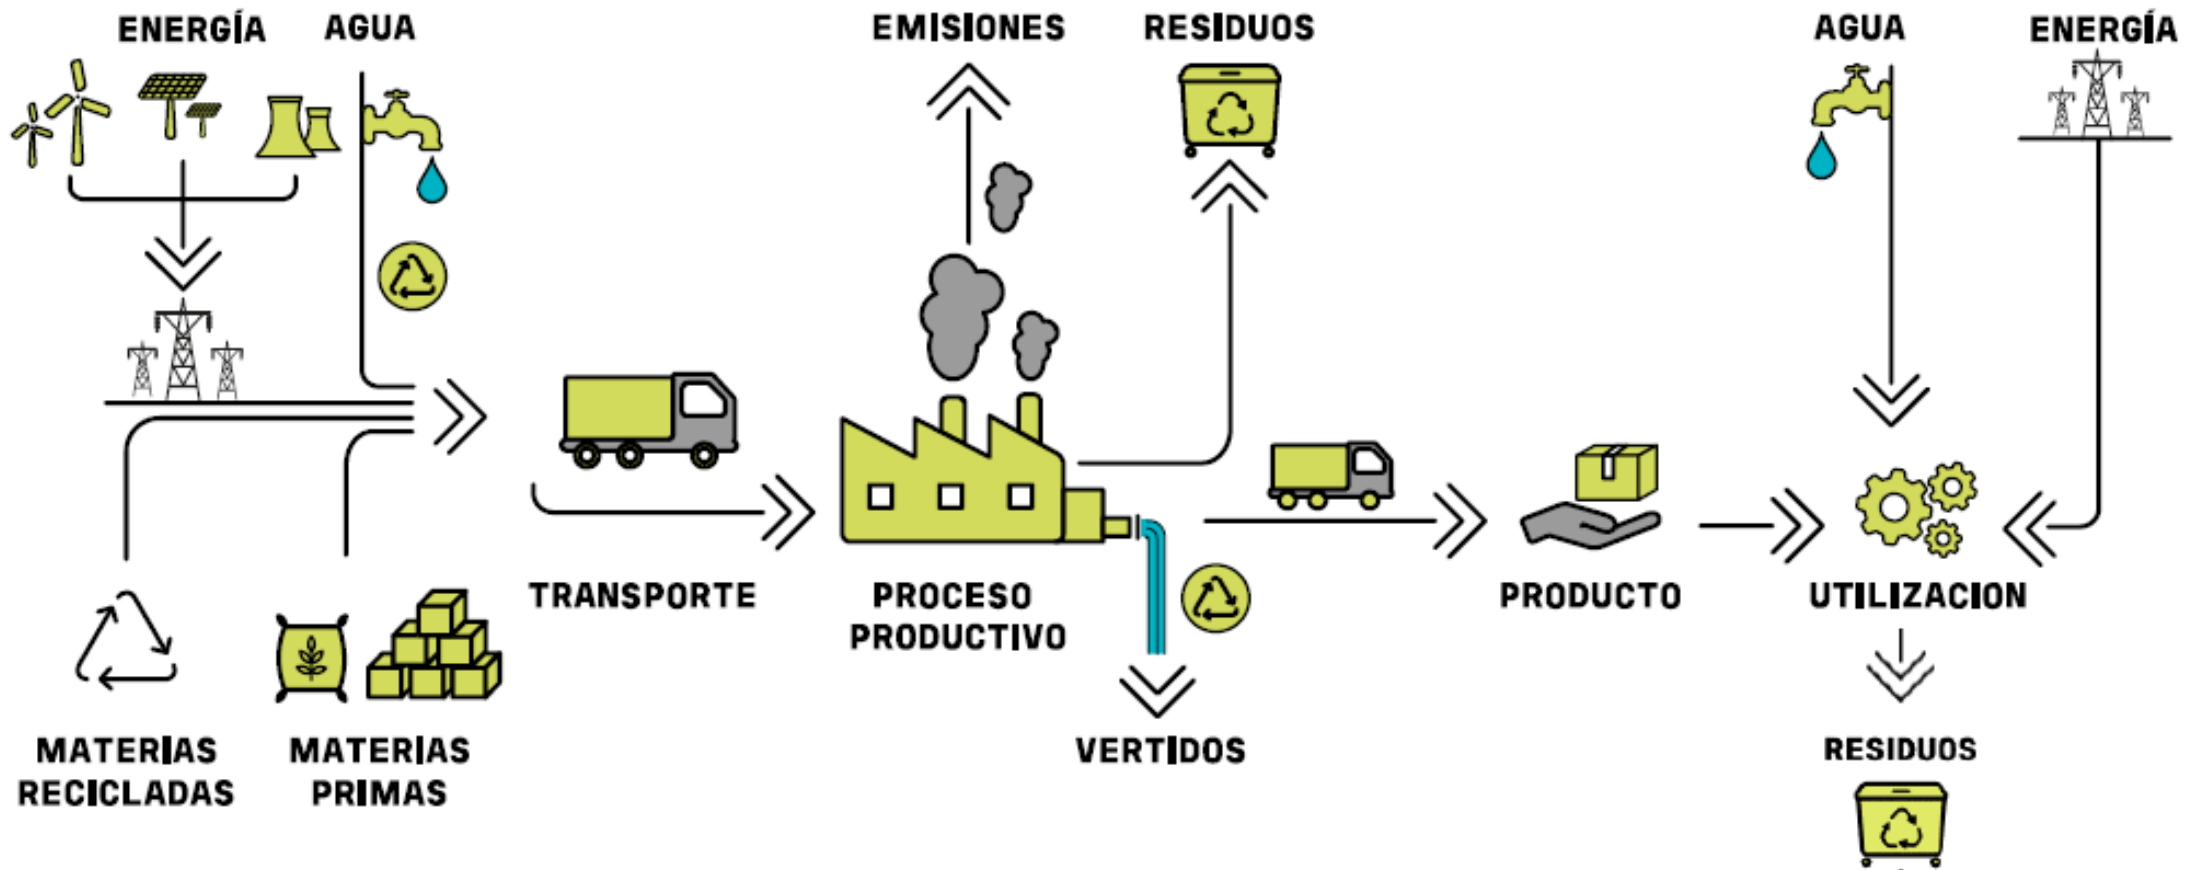 ENERGÍA
AGUA
EMISIONES
RESIDUOS
AGUA
ENERGÍA
TRANSPORTE
PROCESO
PRODUCTIVO
PRODUCTO
UTILIZACION
MATERIAS
RECICLADAS
MATERIAS
PRIMAS
VERTIDOS
RESIDUOS